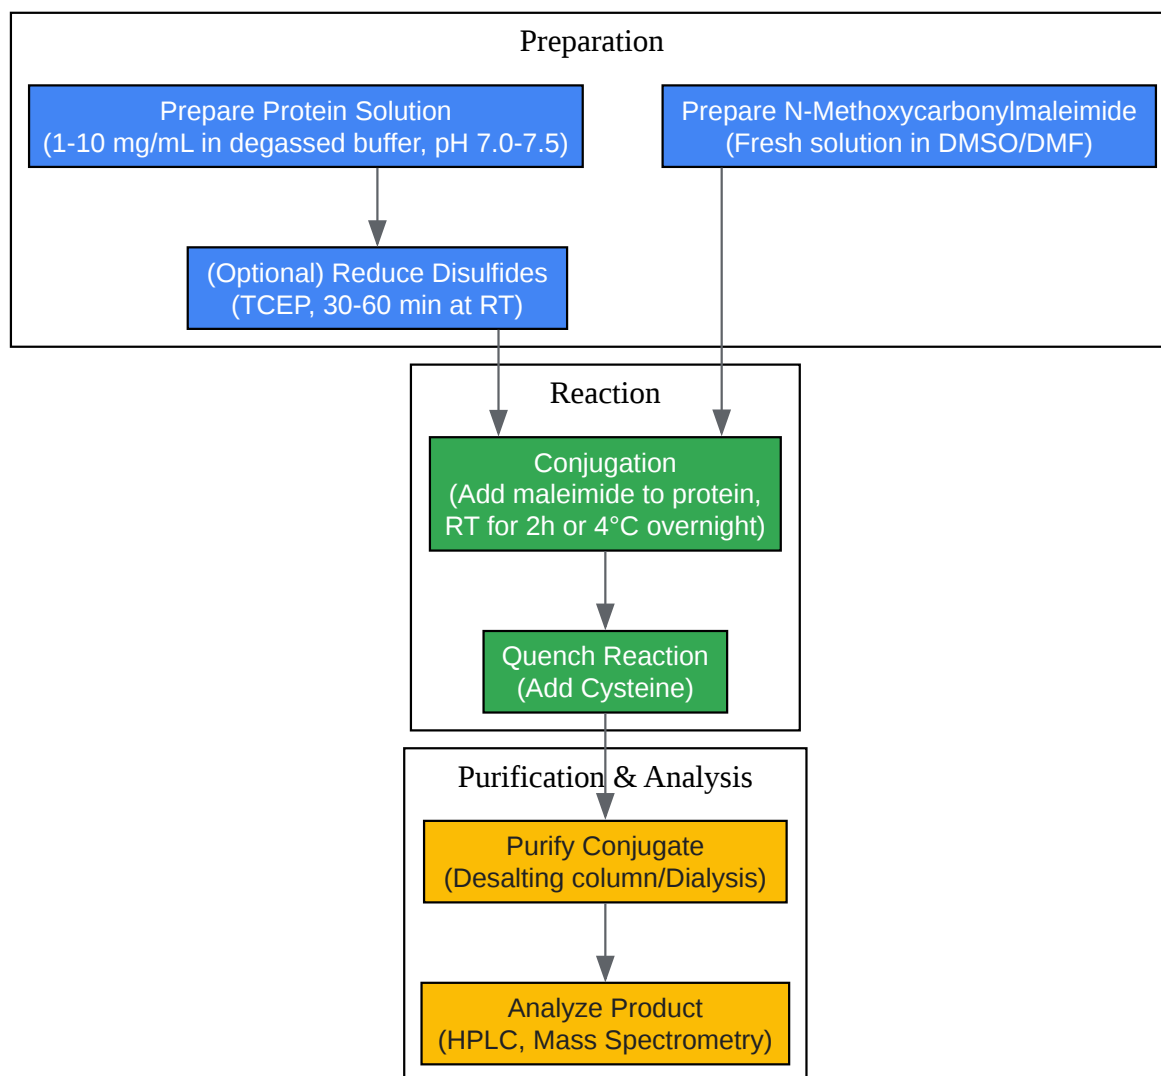 Preparation
Prepare Protein Solution
(1-10 mg/mL in degassed buffer, pH 7.0-7.5)
Prepare N-Methoxycarbonylmaleimide
(Fresh solution in DMSO/DMF)
(Optional) Reduce Disulfides
(TCEP, 30-60 min at RT)
Reaction
Conjugation
(Add maleimide to protein,
RT for 2h or 4°C overnight)
Quench Reaction
(Add Cysteine)
Purification & Analysis
Purify Conjugate
(Desalting column/Dialysis)
Analyze Product
(HPLC, Mass Spectrometry)